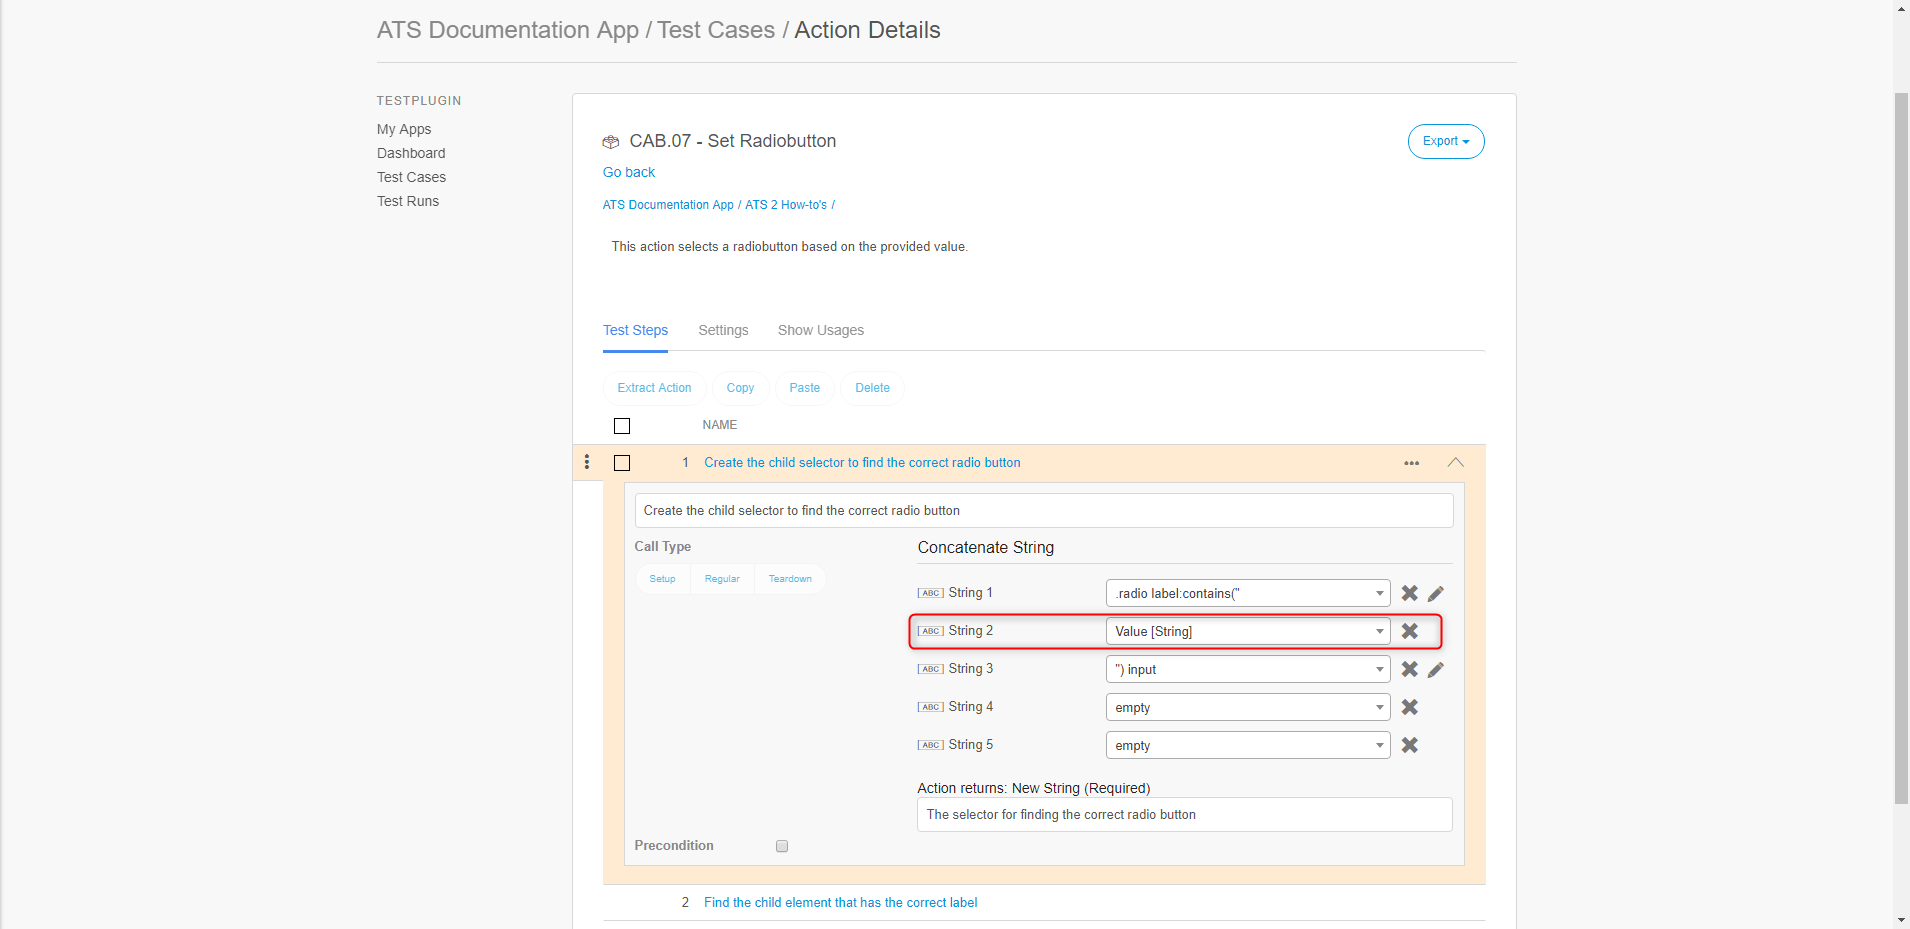 ATS Documentation App / Test Cases / Action Details
TESTPLUGIN
My Apps
Dashboard
Test Cases
Test Runs
CAB.07 - Set Radiobutton
Export
Go back
ATS Documentation App / ATS 2 How-to's /
This action selects a radiobutton based on the provided value.
Test Steps Settings Show Usages
Extract Action Copy Paste Delete
NAME
1 Create the child selector to find the correct radio button
Create the child selector to find the correct radio button
Call Type
Setup Regular Teardown
Concatenate String
[ABC] String 1 .radio label:contains("
[ABC] String 2 Value [String]
[ABC] String 3 ") input
[ABC] String 4 empty
[ABC] String 5 empty
Action returns: New String (Required)
The selector for finding the correct radio button
Precondition
2 Find the child element that has the correct label